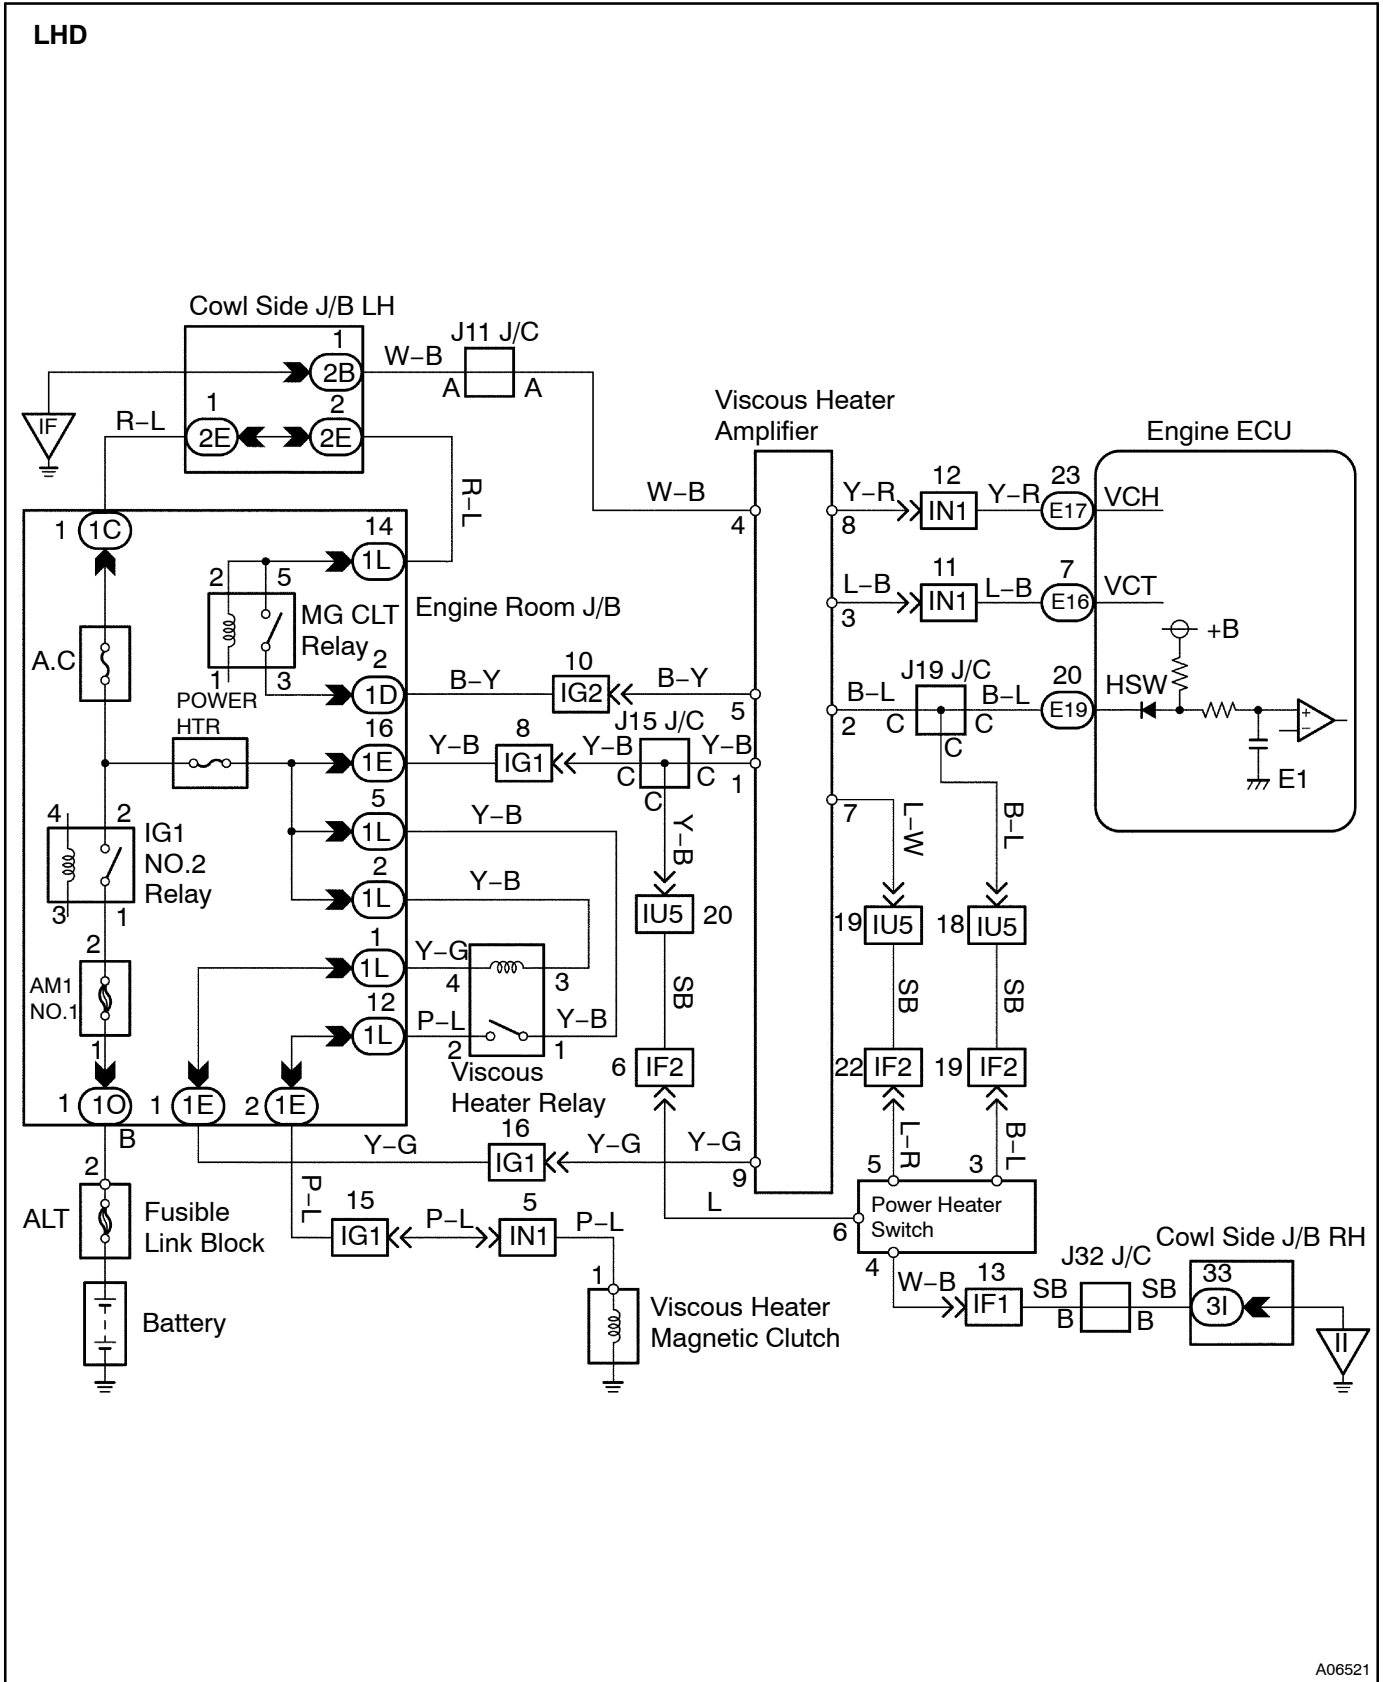 LHD
Cowl Side J/B LH
1
J11 J/C
W-B
2B
A
A
1
2
IF
R-L
2E
2E
R-L
Viscous Heater
Amplifier
Engine ECU
W-B
4
Y-R
12
Y-R
23
VCH
8
IN1
E17
1
1C
14
1L
2
5
MG CLT
Relay
Engine Room J/B
L-B
11
L-B
7
VCT
3
IN1
E16
+B
A.C
1
3
2
1D
B-Y
10
IG2
B-Y
5
B-L
J19 J/C
B-L
20
HSW
2
C
C
C
E19
+
-
E1
POWER
HTR
16
1E
Y-B
8
IG1
Y-B
J15 J/C
Y-B
C
C
C
1
7
L-W
B-L
5
1L
Y-B
Y-B
4
2
IG1
NO.2
Relay
3
1
2
1L
Y-B
IU5
20
19
IU5
18
IU5
2
AM1
NO.1
1
1
1L
Y-G
4
3
SB
SB
SB
12
1L
P-L
2
Y-B
1
Viscous
Heater Relay
6
IF2
22
IF2
19
IF2
1
1O
1
1E
2
1E
B
Y-G
16
IG1
Y-G
Y-G
9
L-R
B-L
5
3
2
ALT
Fusible
Link Block
P-L
15
IG1
P-L
5
IN1
P-L
L
6
Power Heater
Switch
4
W-B
13
IF1
SB
J32 J/C
SB
B
B
Cowl Side J/B RH
33
3I
II
Battery
1
Viscous Heater
Magnetic Clutch
A06521